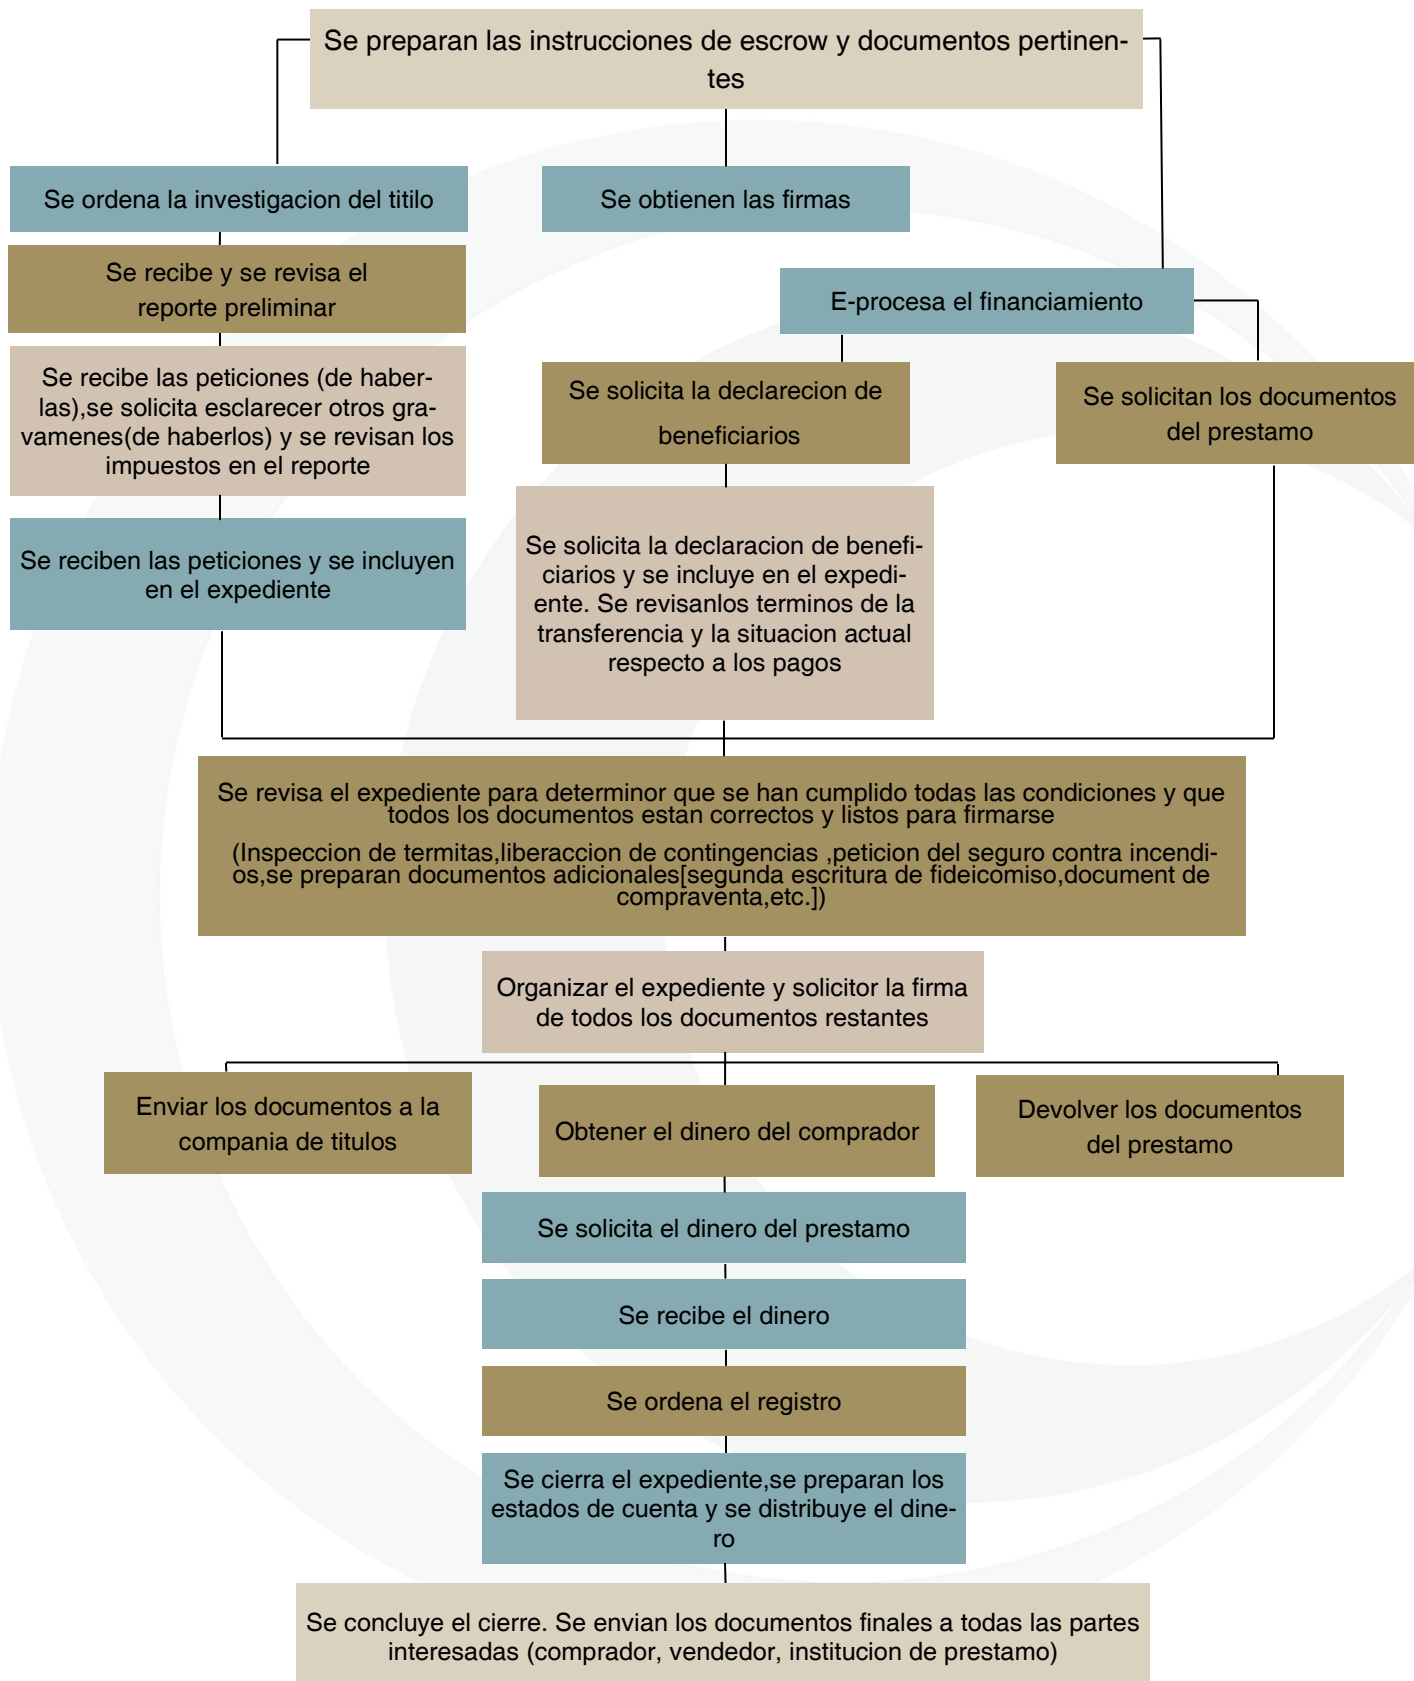 Se preparan las instrucciones de escrow y documentos pertinen-
tes
Se ordena la investigacion del titilo
Se obtienen las firmas
Se recibe y se revisa el
reporte preliminar
E-procesa el financiamiento
Se recibe las peticiones (de haber-
las),se solicita esclarecer otros gra-
vamenes(de haberlos) y se revisan los
impuestos en el reporte
Se solicita la declarecion de
beneficiarios
Se solicitan los documentos
del prestamo
Se reciben las peticiones y se incluyen
en el expediente
Se solicita la declaracion de benefi-
ciarios y se incluye en el expedi-
ente. Se revisanlos terminos de la
transferencia y la situacion actual
respecto a los pagos
Se revisa el expediente para determinor que se han cumplido todas las condiciones y que
todos los documentos estan correctos y listos para firmarse
(Inspeccion de termitas,liberaccion de contingencias ,peticion del seguro contra incendi-
os,se preparan documentos adicionales[segunda escritura de fideicomiso,document de
compraventa,etc.])
Organizar el expediente y solicitor la firma
de todos los documentos restantes
Enviar los documentos a la
compania de titulos
Obtener el dinero del comprador
Devolver los documentos
del prestamo
Se solicita el dinero del prestamo
Se recibe el dinero
Se ordena el registro
Se cierra el expediente,se preparan los
estados de cuenta y se distribuye el dine-
ro
Se concluye el cierre. Se envian los documentos finales a todas las partes
interesadas (comprador, vendedor, institucion de prestamo)